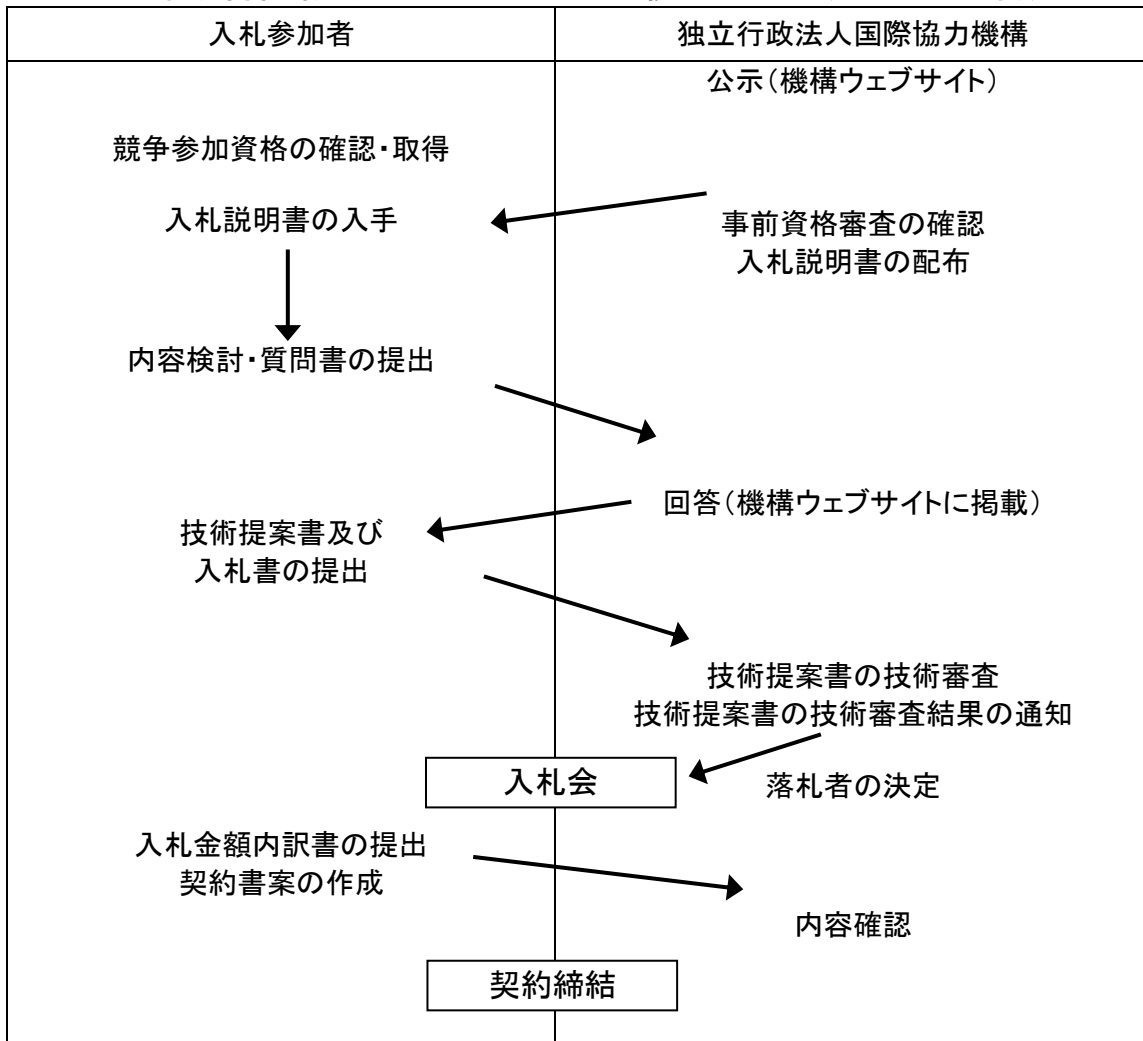 入札参加者
独立行政法人国際協力機構
公示（機構ウェブサイト）
競争参加資格の確認・取得
入札説明書の入手
事前資格審査の確認
入札説明書の配布
内容検討・質問書の提出
回答（機構ウェブサイトに掲載）
技術提案書及び
入札書の提出
技術提案書の技術審査
技術提案書の技術審査結果の通知
入札会
落札者の決定
入札金額内訳書の提出
契約書案の作成
内容確認
契約締結